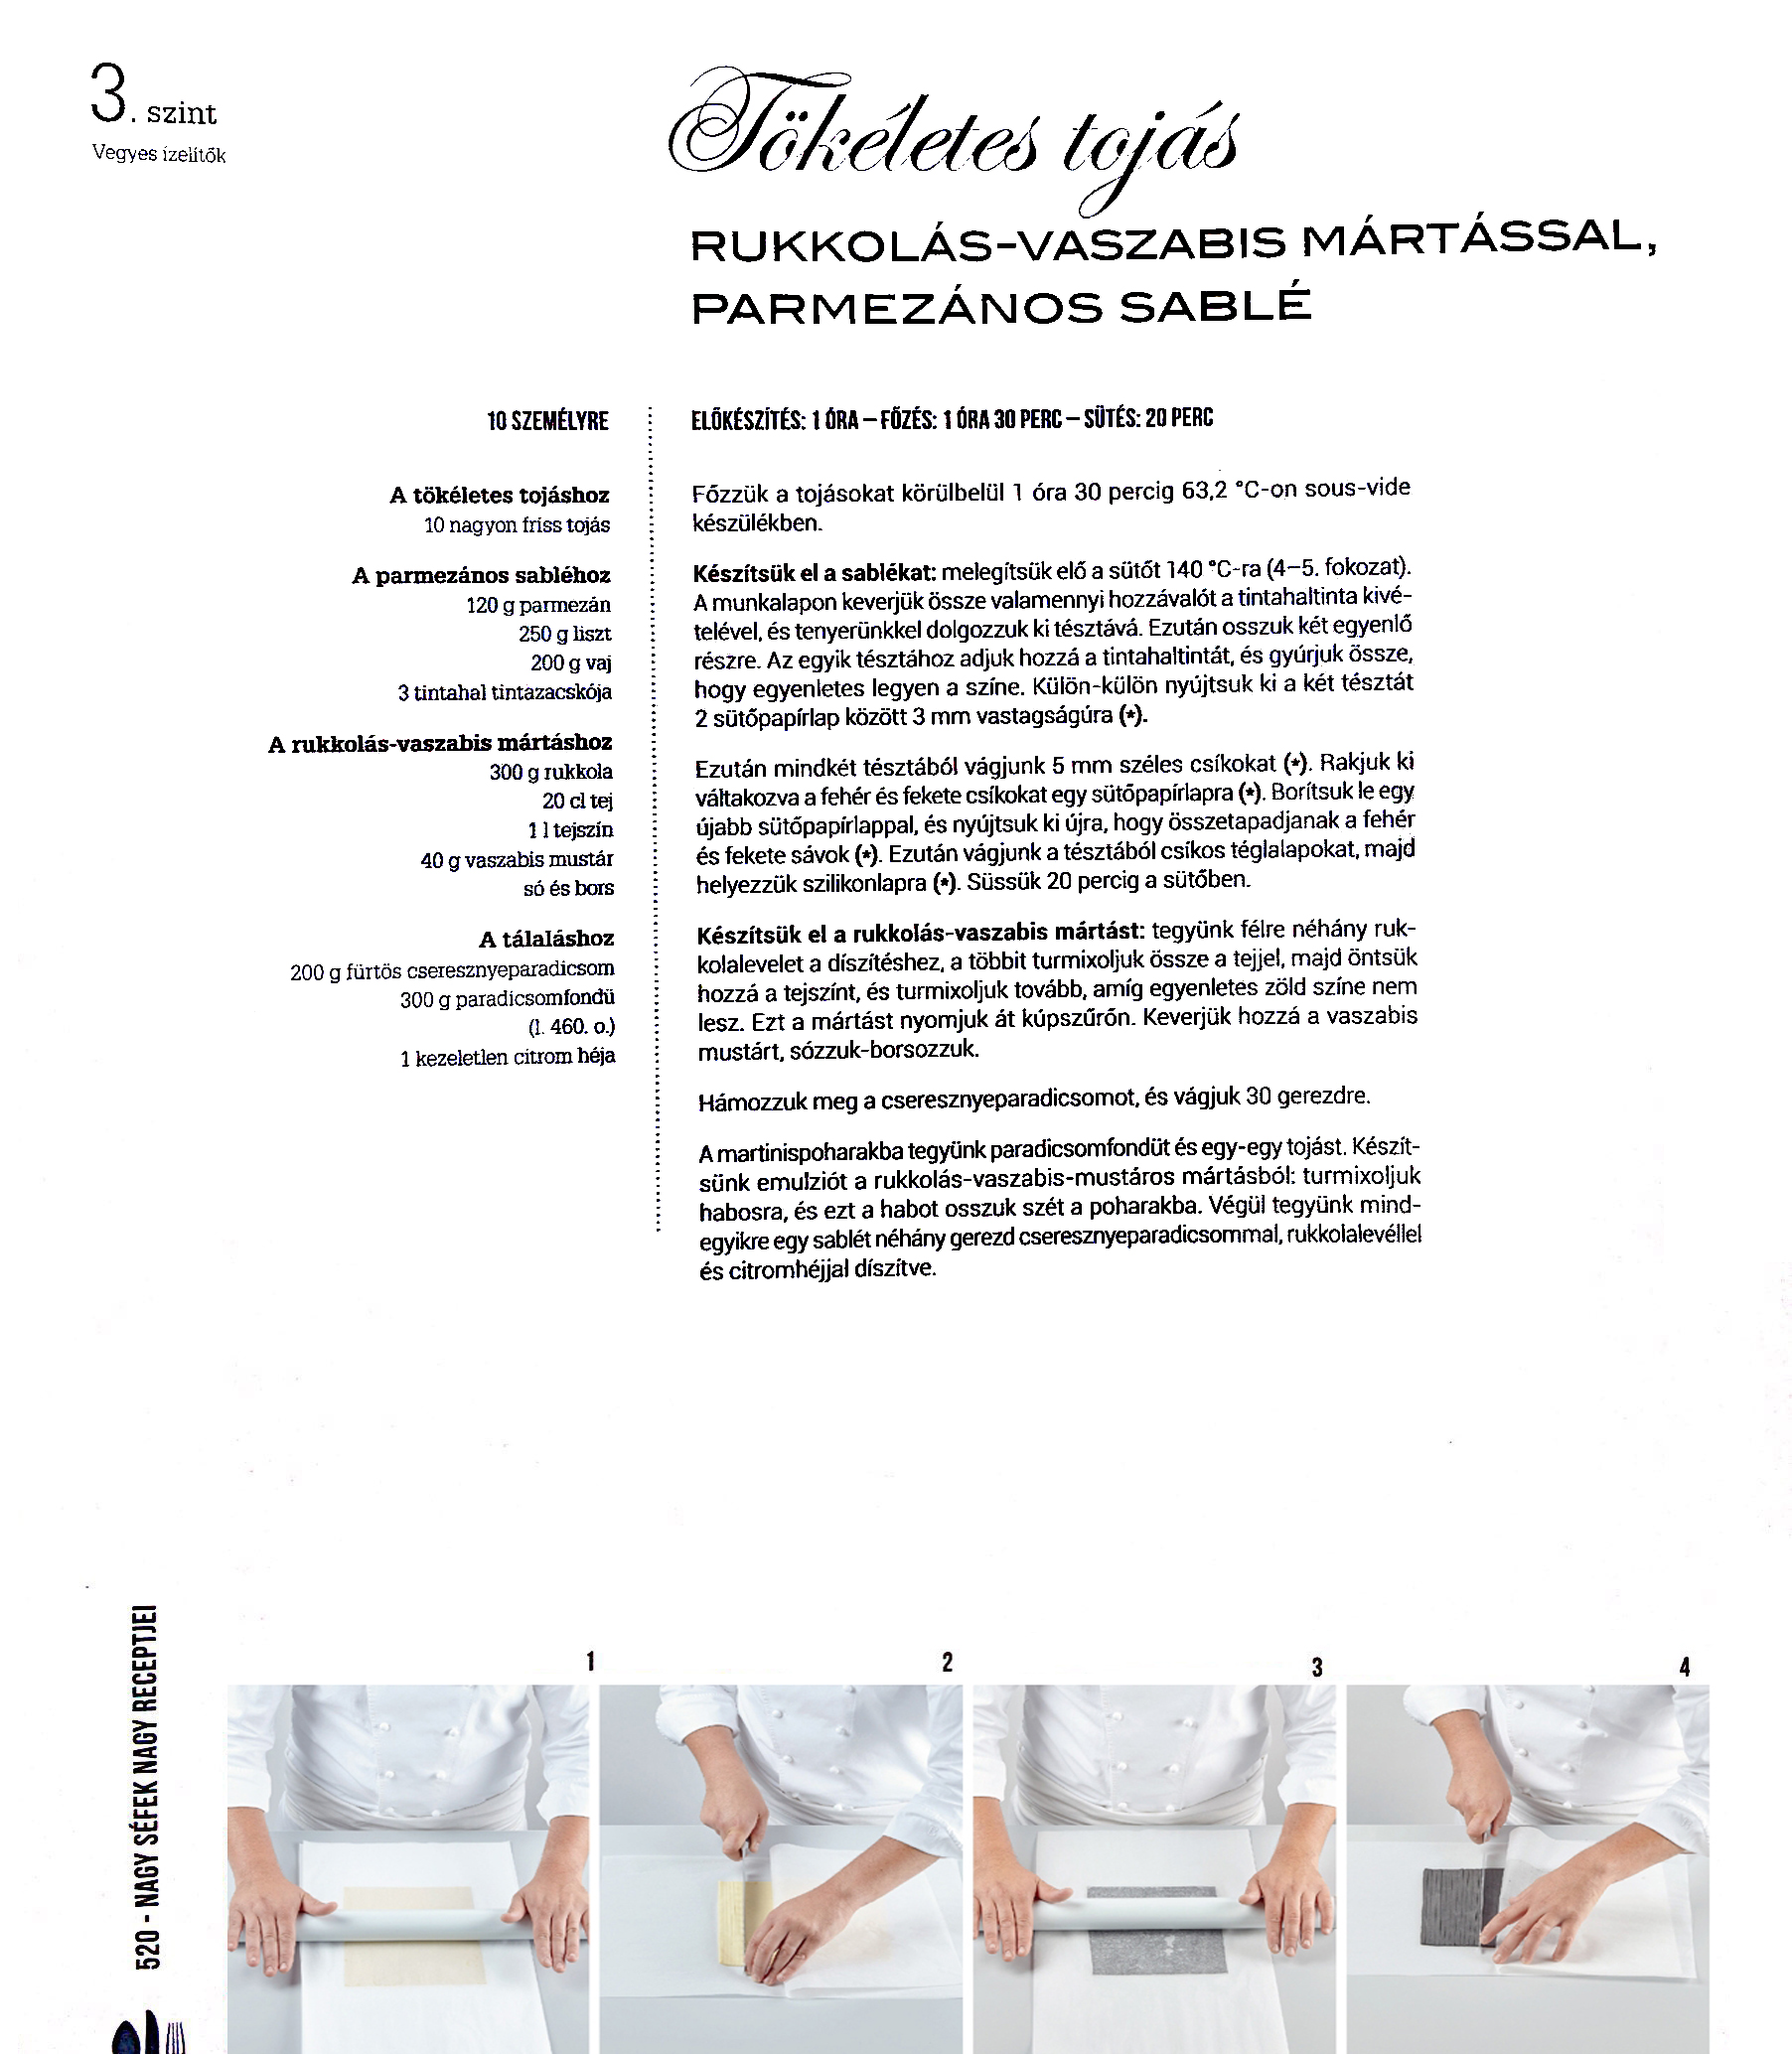 3. szint
Vegyes ízelítők
Tökéletes tojás
RUKKOLÁS-VASZABIS MÁRTÁSSAL,
PARMEZÁNOS SABLÉ
10 SZEMÉLYRE
A tökéletes tojáshoz
10 nagyon friss tojás
A parmezános sabléhoz
120 g parmezán
250 g liszt
200 g vaj
3 tintahal tintazacskója
A rukkolás-vaszabis mártáshoz
300 g rukkola
20 cl tej
1 l tejszín
40 g vaszabis mustár
só és bors
A tálaláshoz
200 g fürtös cseresznyeparadicsom
300 g paradicsomfondü
(l. 460. o.)
1 kezeletlen citrom héja
ELŐKÉSZÍTÉS: 1 ÓRA – FŐZÉS: 1 ÓRA 30 PERC – SÜTÉS: 20 PERC
Főzzük a tojásokat körülbelül 1 óra 30 percig 63,2 °C-on sous-vide
készülékben.
Készítsük el a sablékat: melegítsük elő a sütőt 140 °C-ra (4–5. fokozat).
A munkalapon keverjük össze valamennyi hozzávalót a tintahaltinta kivé-
telével, és tenyerünkkel dolgozzuk ki tésztává. Ezután osszuk két egyenlő
részre. Az egyik tésztához adjuk hozzá a tintahaltintát, és gyúrjuk össze,
hogy egyenletes legyen a színe. Külön-külön nyújtsuk ki a két tésztát
2 sütőpapírlap között 3 mm vastagságúra (*).
Ezután mindkét tésztából vágjunk 5 mm széles csíkokat (*). Rakjuk ki
váltakozva a fehér és fekete csíkokat egy sütőpapírlapra (*). Borítsuk le egy
újabb sütőpapírlappal, és nyújtsuk ki újra, hogy összetapadjanak a fehér
és fekete sávok (*). Ezután vágjunk a tésztából csíkos téglalapokat, majd
helyezzük szilikonlapra (*). Süssük 20 percig a sütőben.
Készítsük el a rukkolás-vaszabis mártást: tegyünk félre néhány ruk-
kolalevelet a díszítéshez, a többit turmixoljuk össze a tejjel, majd öntsük
hozzá a tejszínt, és turmixoljuk tovább, amíg egyenletes zöld színe nem
lesz. Ezt a mártást nyomjuk át kúpszűrőn. Keverjük hozzá a vaszabis
mustárt, sózzuk-borsozzuk.
Hámozzuk meg a cseresznyeparadicsomot, és vágjuk 30 gerezdre.
A martinispoharakba tegyünk paradicsomfondüt és egy-egy tojást. Készít-
sünk emulziót a rukkolás-vaszabis-mustáros mártásból: turmixoljuk
habosra, és ezt a habot osszuk szét a poharakba. Végül tegyünk mind-
egyikre egy sablét néhány gerezd cseresznyeparadicsommal, rukkolalevéllel
és citromhéjjal díszítve.
520 - NAGY SÉFEK NAGY RECEPTJEI
1
2
3
4